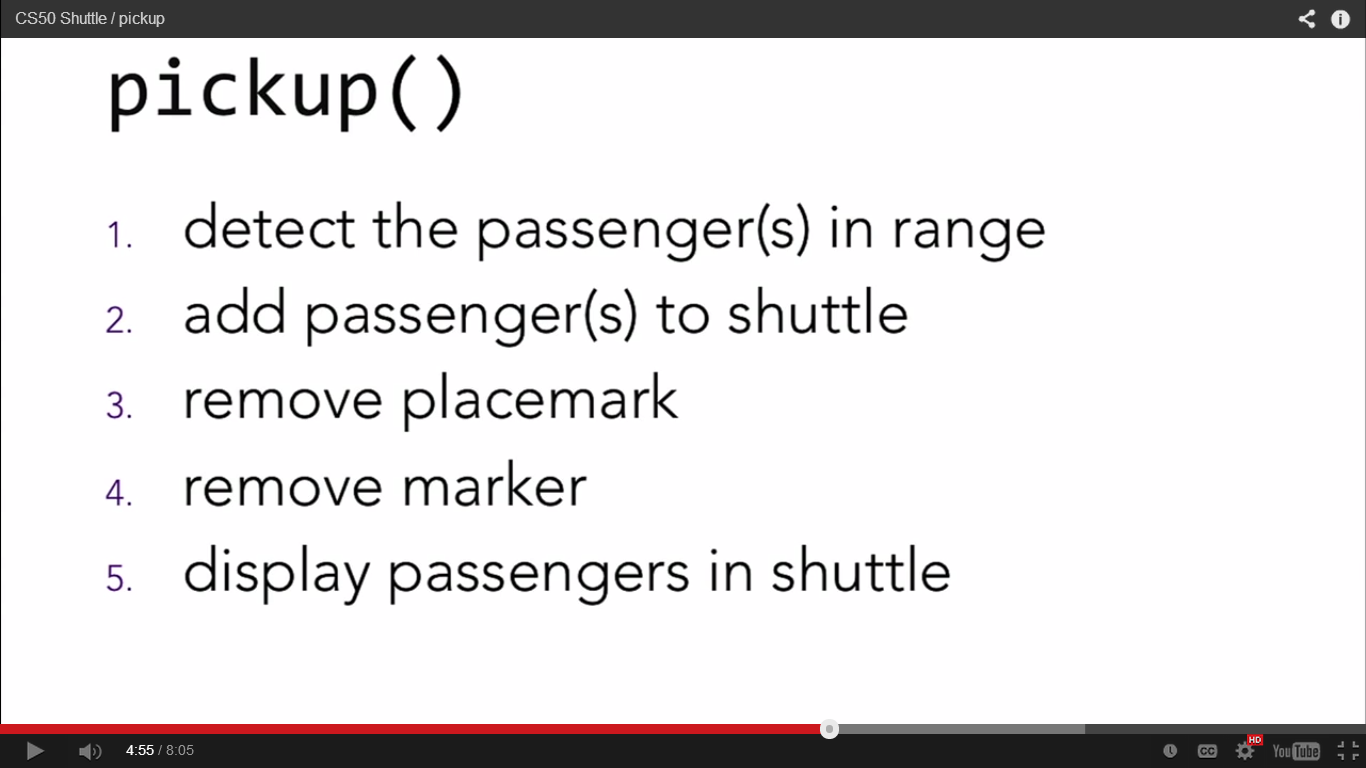 CS50 Shuttle / pickup
pickup()
1. detect the passenger(s) in range
2. add passenger(s) to shuttle
3. remove placemark
4. remove marker
5. display passengers in shuttle
4:55 / 8:05
CC
HD
YouTube